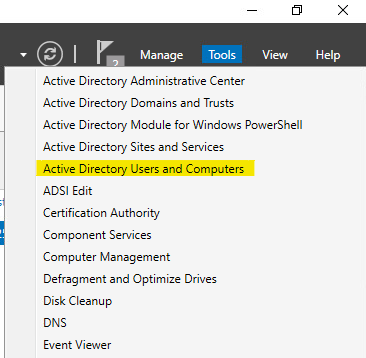 2
Manage Tools View Help
Active Directory Administrative Center
Active Directory Domains and Trusts
Active Directory Module for Windows PowerShell
Active Directory Sites and Services
Active Directory Users and Computers
ADSI Edit
Certification Authority
Component Services
Computer Management
Defragment and Optimize Drives
Disk Cleanup
DNS
Event Viewer